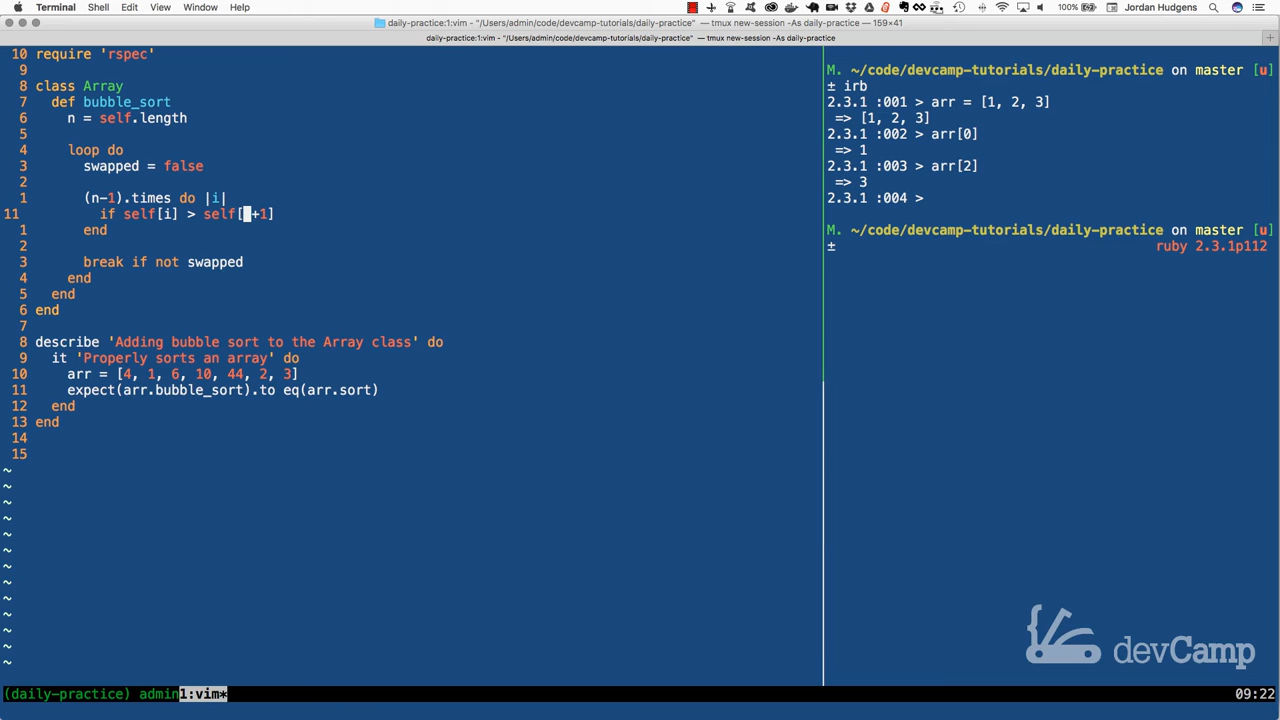 Terminal Shell Edit View Window Help 100% Jordan Hudgens
daily-practice:1:vim - "/Users/admin/code/devcamp-tutorials/daily-practice" — tmux new-session -As daily-practice — 159×41
daily-practice:1:vim - "/Users/admin/code/devcamp-tutorials/daily-practice" — tmux new-session -As daily-practice
10 require 'rspec'
9
8 class Array
7 def bubble_sort
6 n = self.length
5
4 loop do
3 swapped = false
2
1 (n-1).times do |i|
11 if self[i] > self[ +1]
1 end
2
3 break if not swapped
4 end
5 end
6 end
7
8 describe 'Adding bubble sort to the Array class' do
9 it 'Properly sorts an array' do
10 arr = [4, 1, 6, 10, 44, 2, 3]
11 expect(arr.bubble_sort).to eq(arr.sort)
12 end
13 end
14
15
~
~
~
~
~
~
~
~
~
~
~
~
~
M. ~/code/devcamp-tutorials/daily-practice on master [u]
± irb
2.3.1 :001 > arr = [1, 2, 3]
=> [1, 2, 3]
2.3.1 :002 > arr[0]
=> 1
2.3.1 :003 > arr[2]
=> 3
2.3.1 :004 >
M. ~/code/devcamp-tutorials/daily-practice on master [u]
± ruby 2.3.1p112
devCamp
(daily-practice) admin 1:vim* 09:22